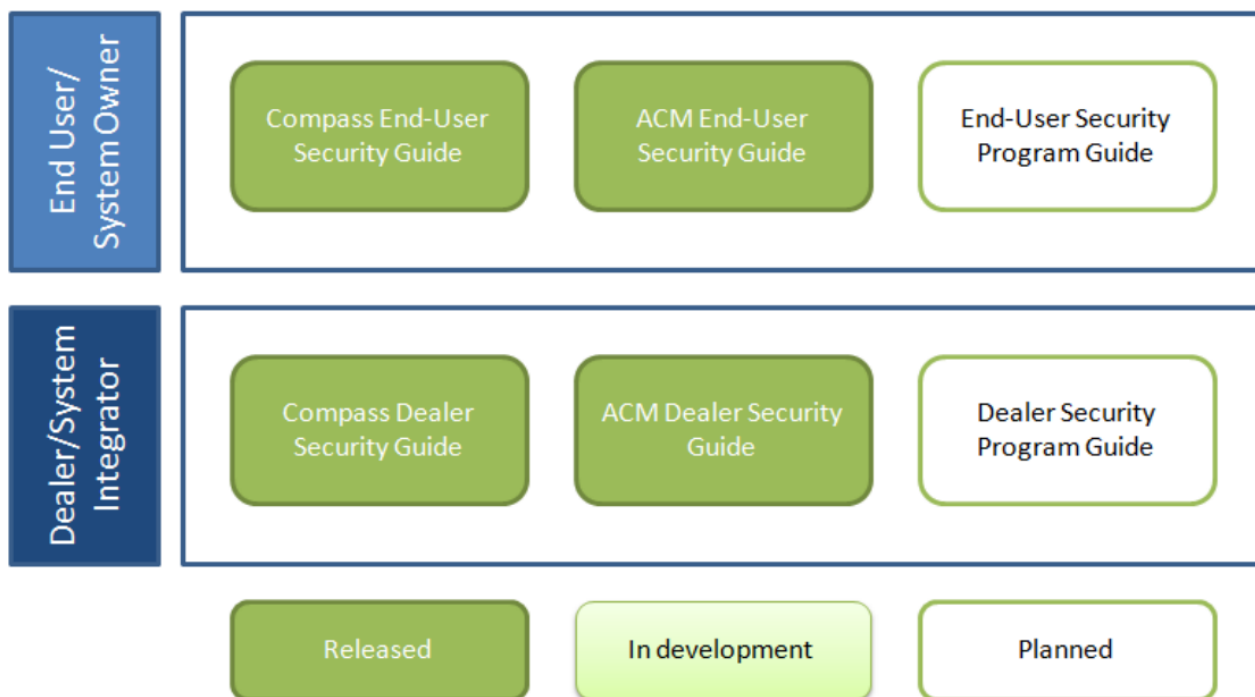 End User/
System Owner
Compass End-User
Security Guide
ACM End-User
Security Guide
End-User Security
Program Guide
Dealer/System
Integrator
Compass Dealer
Security Guide
ACM Dealer Security
Guide
Dealer Security
Program Guide
Released
In development
Planned